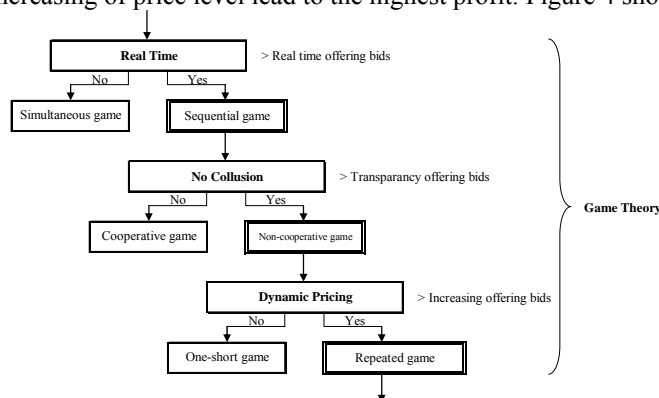 ncreasing of price level lead to the highest profit. Figure 4 sho
Real Time
> Real time offering bids
No Yes
Simultaneous game
Sequential game
No Collusion
> Transparancy offering bids
No Yes
Game Theory
Cooperative game
Non-cooperative game
Dynamic Pricing
> Increasing offering bids
No Yes
One-short game
Repeated game